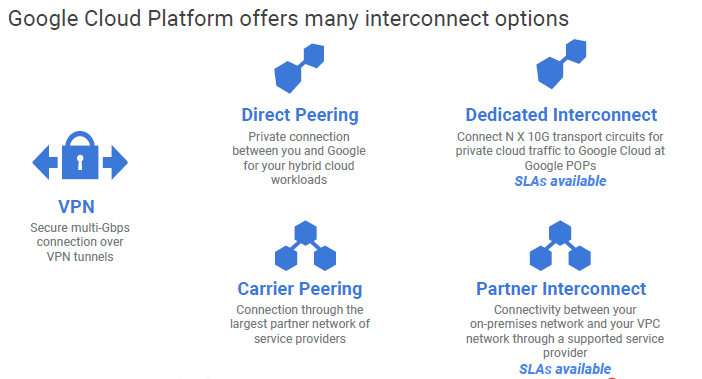 Google Cloud Platform offers many interconnect options
VPN
Secure multi-Gbps
connection over
VPN tunnels
Direct Peering
Private connection
between you and Google
for your hybrid cloud
workloads
Dedicated Interconnect
Connect N X 10G transport circuits for
private cloud traffic to Google Cloud at
Google POPs
SLAs available
Carrier Peering
Connection through the
largest partner network of
service providers
Partner Interconnect
Connectivity between your
on-premises network and your VPC
network through a supported service
provider
SLAs available